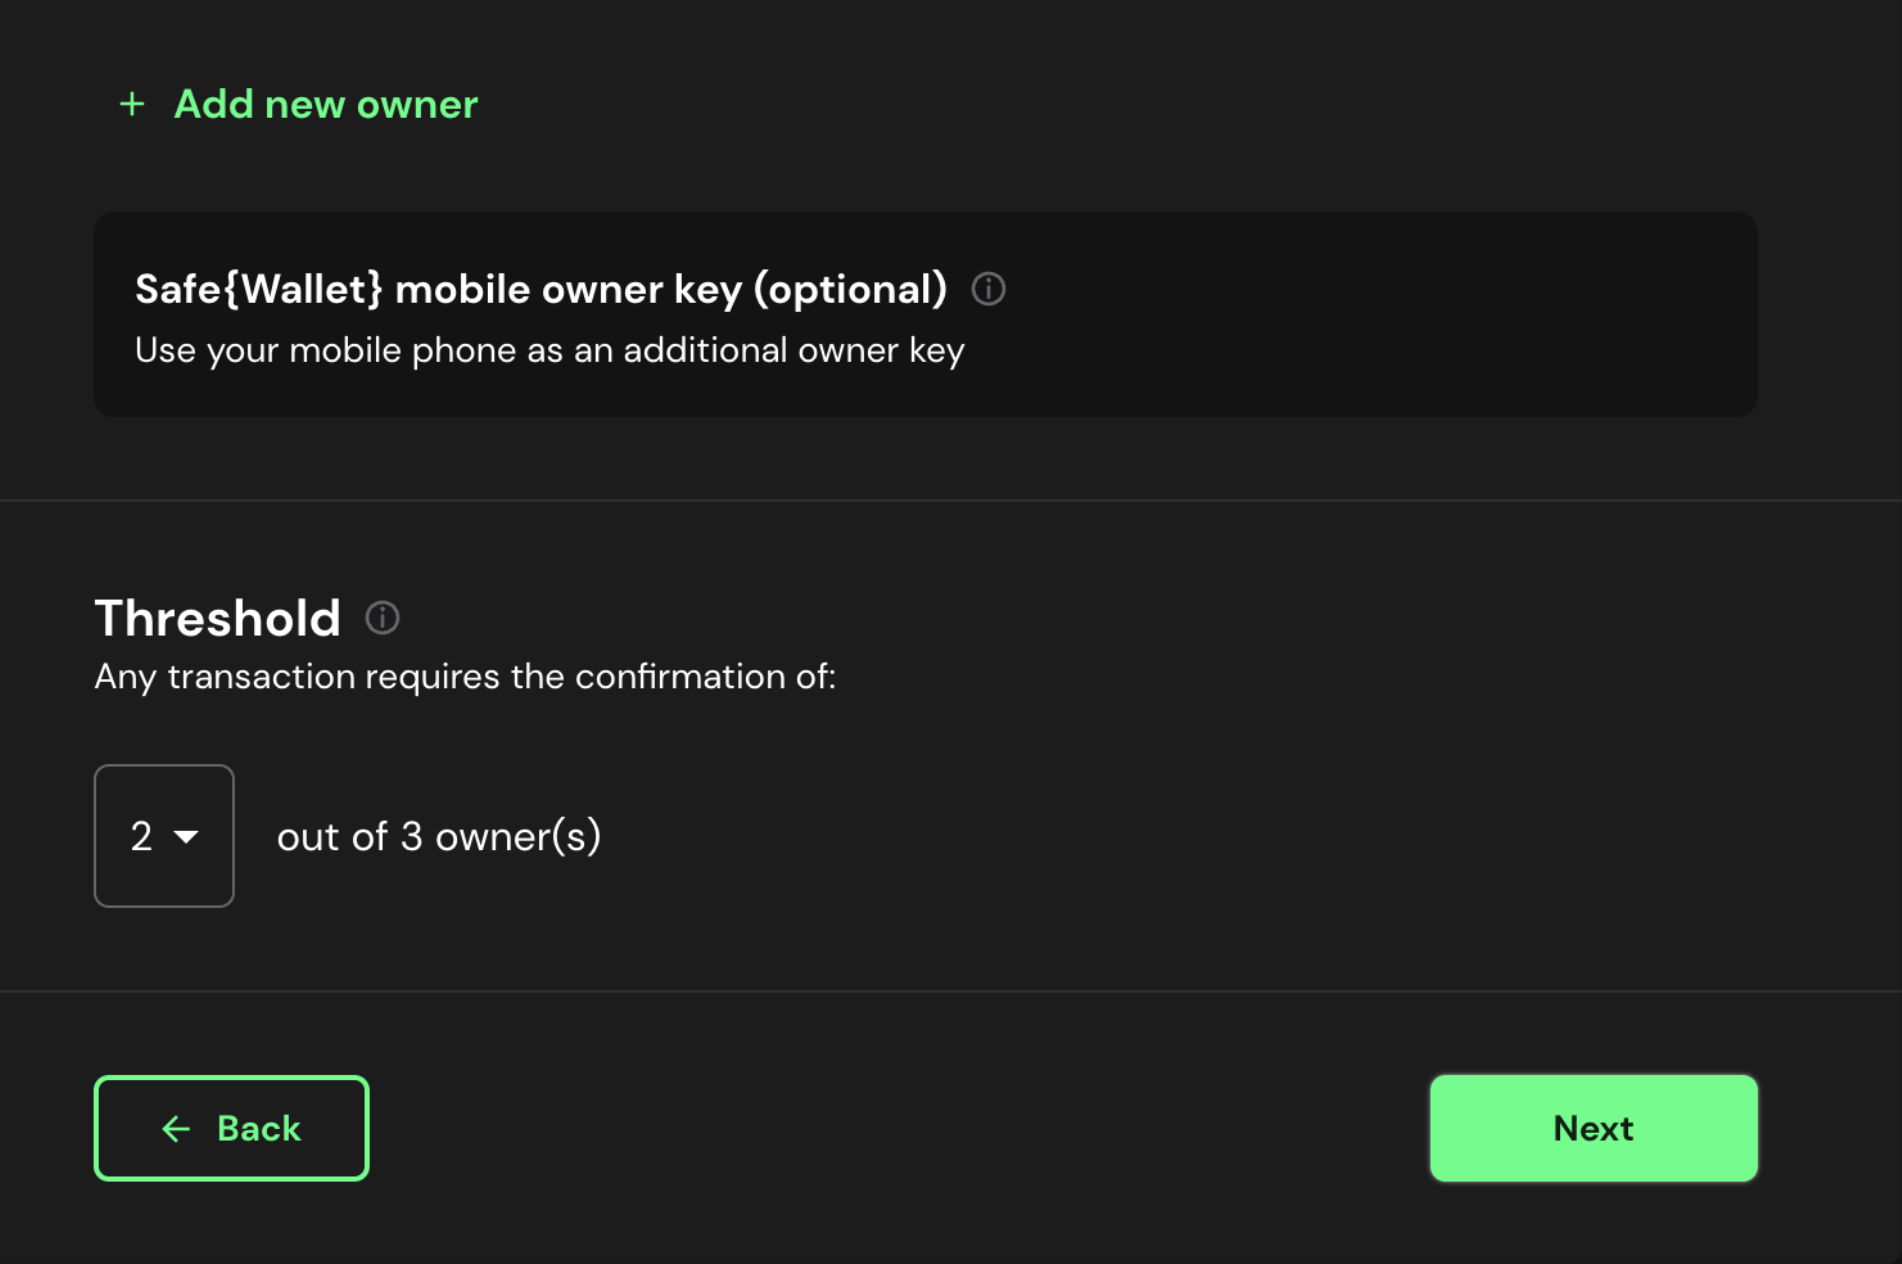 + Add new owner
Safe{Wallet} mobile owner key (optional)
Use your mobile phone as an additional owner key
Threshold
Any transaction requires the confirmation of:
2 out of 3 owner(s)
← Back
Next